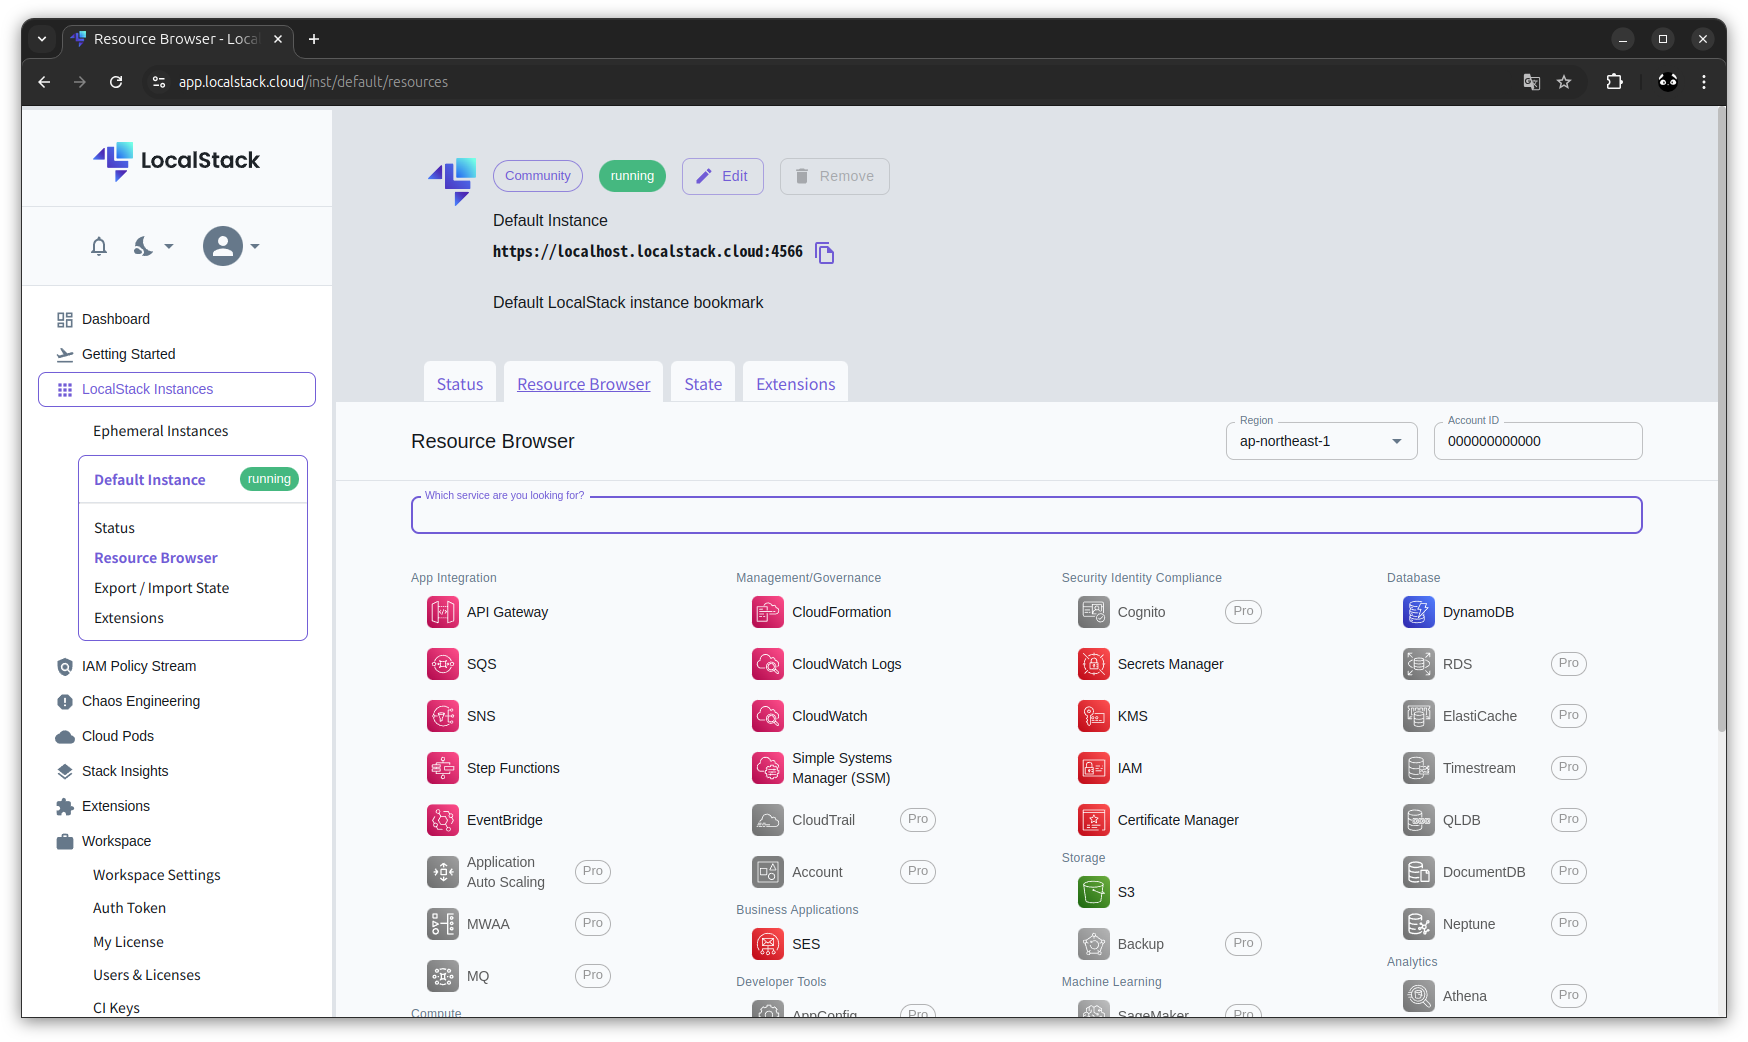 Resource Browser - Loca
app.localstack.cloud/inst/default/resources
LocalStack
Dashboard
Getting Started
LocalStack Instances
Ephemeral Instances
Default Instance
running
Status
Resource Browser
Export / Import State
Extensions
IAM Policy Stream
Chaos Engineering
Cloud Pods
Stack Insights
Extensions
Workspace
Workspace Settings
Auth Token
My License
Users & Licenses
CI Keys
Community
running
Edit
Remove
Default Instance
https://localhost.localstack.cloud:4566
Default LocalStack instance bookmark
Status
Resource Browser
State
Extensions
Resource Browser
Region
ap-northeast-1
Account ID
000000000000
Which service are you looking for?
App Integration
API Gateway
SQS
SNS
Step Functions
EventBridge
Application
Auto Scaling
Pro
MWAA
Pro
MQ
Pro
Compute
Management/Governance
CloudFormation
CloudWatch Logs
CloudWatch
Simple Systems
Manager (SSM)
CloudTrail
Pro
Account
Pro
Business Applications
SES
Developer Tools
AppConfig
Pro
Security Identity Compliance
Cognito
Pro
Secrets Manager
KMS
IAM
Certificate Manager
Storage
S3
Backup
Pro
Machine Learning
SageMaker
Pro
Database
DynamoDB
RDS
Pro
ElastiCache
Pro
Timestream
Pro
QLDB
Pro
DocumentDB
Pro
Neptune
Pro
Analytics
Athena
Pro